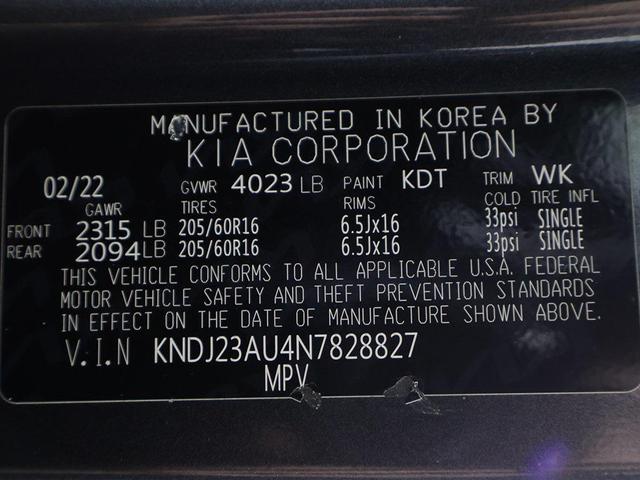 MANUFACTURED IN KOREA BY
KIA CORPORATION
02/22 GVWR 4023 LB PAINT KDT TRIM WK
GAWR TIRES RIMS COLD TIRE INFL
FRONT 2315 LB 205/60R16 6.5Jx16 33psi SINGLE
REAR 2094 LB 205/60R16 6.5Jx16 33psi SINGLE
THIS VEHICLE CONFORMS TO ALL APPLICABLE U.S.A. FEDERAL
MOTOR VEHICLE SAFETY AND THEFT PREVENTION STANDARDS
IN EFFECT ON THE DATE OF MANUFACTURE SHOWN ABOVE.
V.I.N KNDJ23AU4N7828827
MPV